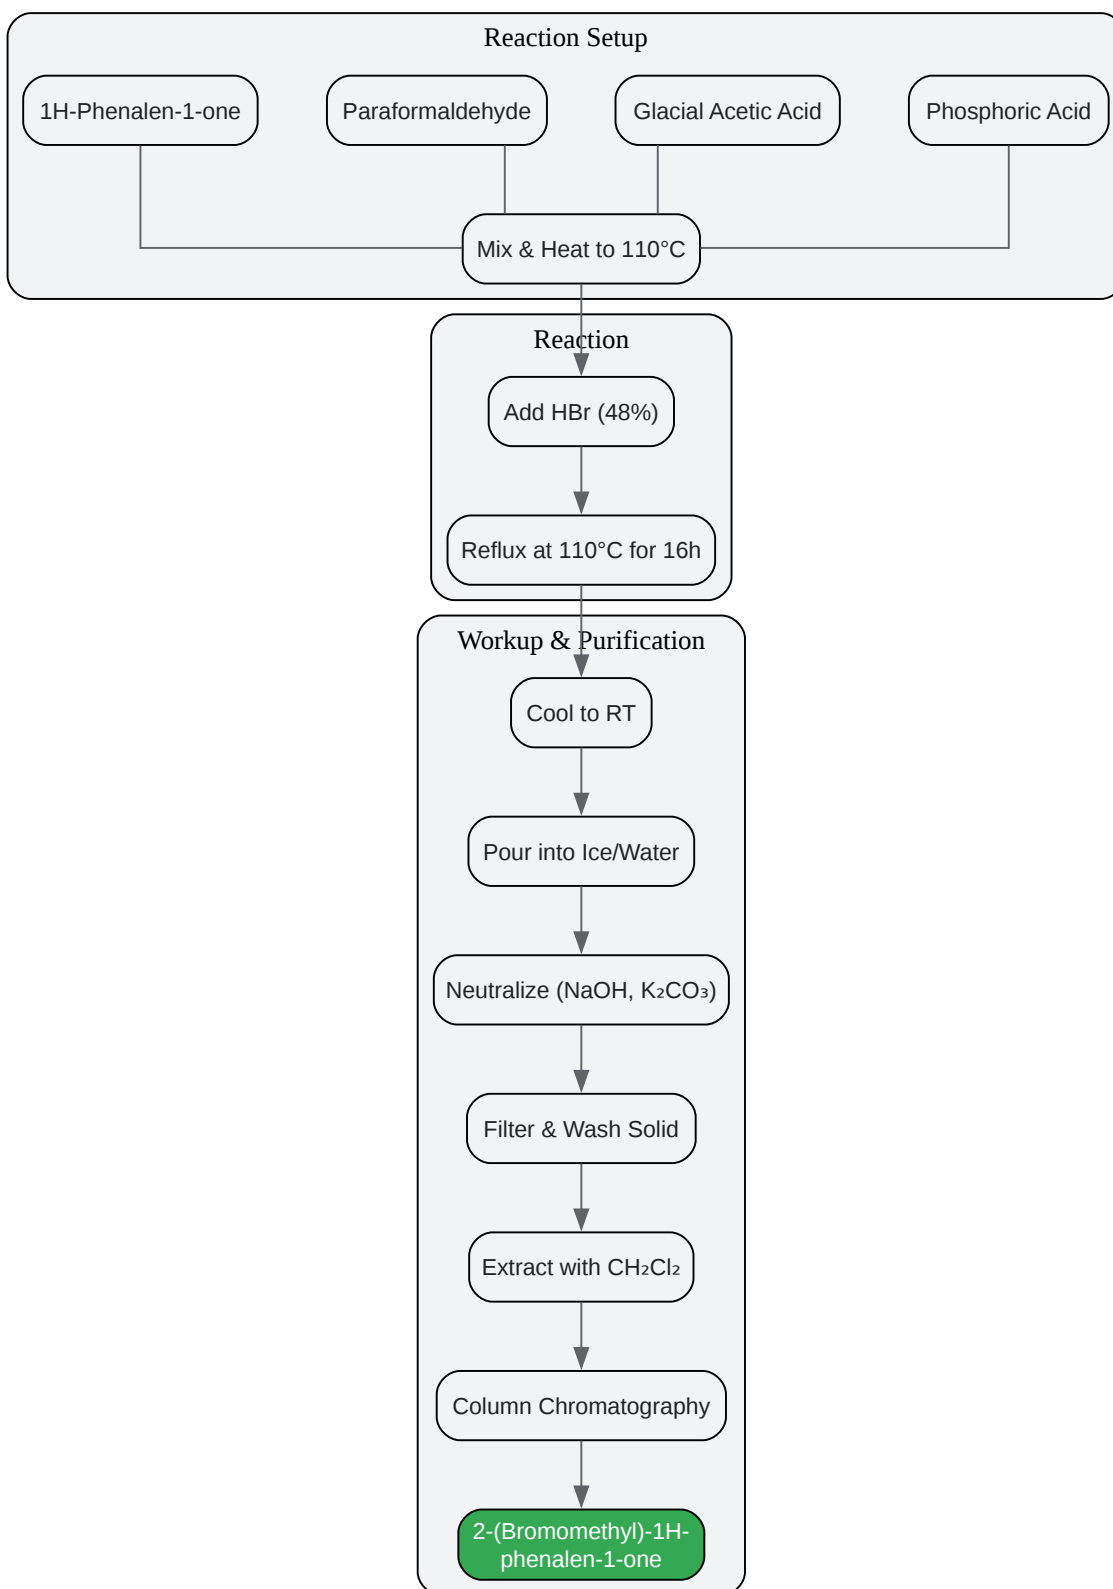 Reaction Setup
1H-Phenalen-1-one
Paraformaldehyde
Glacial Acetic Acid
Phosphoric Acid
Mix & Heat to 110°C
Reaction
Add HBr (48%)
Reflux at 110°C for 16h
Workup & Purification
Cool to RT
Pour into Ice/Water
Neutralize (NaOH, K₂CO₃)
Filter & Wash Solid
Extract with CH₂Cl₂
Column Chromatography
2-(Bromomethyl)-1H-
phenalen-1-one